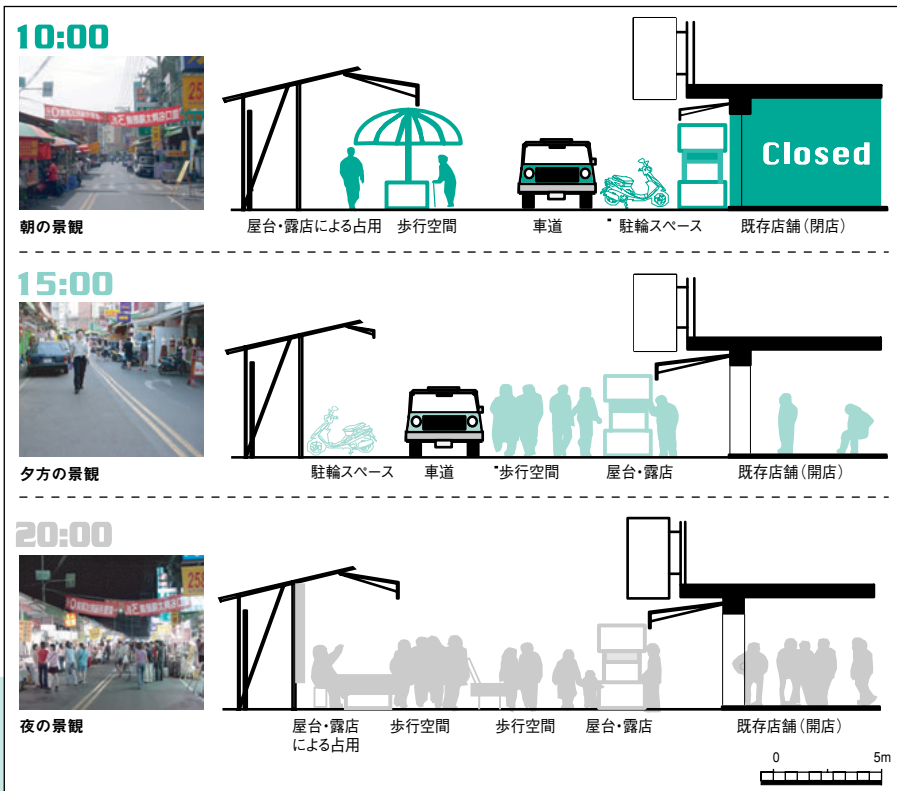 10:00
朝の景観
Closed
屋台・露店による占用 歩行空間 車道 駐輪スペース 既存店舗(閉店)
15:00
夕方の景観
駐輪スペース 車道 歩行空間 屋台・露店 既存店舗(開店)
20:00
夜の景観
屋台・露店
による占用
歩行空間 歩行空間 屋台・露店 既存店舗(開店)
0 5m